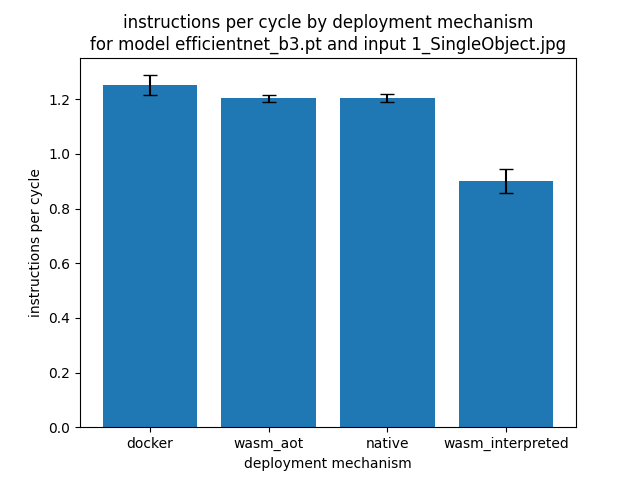 instructions per cycle by deployment mechanism
for model efficientnet_b3.pt and input 1_SingleObject.jpg
instructions per cycle
1.2
1.0
0.8
0.6
0.4
0.2
0.0
docker wasm_aot native wasm_interpreted
deployment mechanism